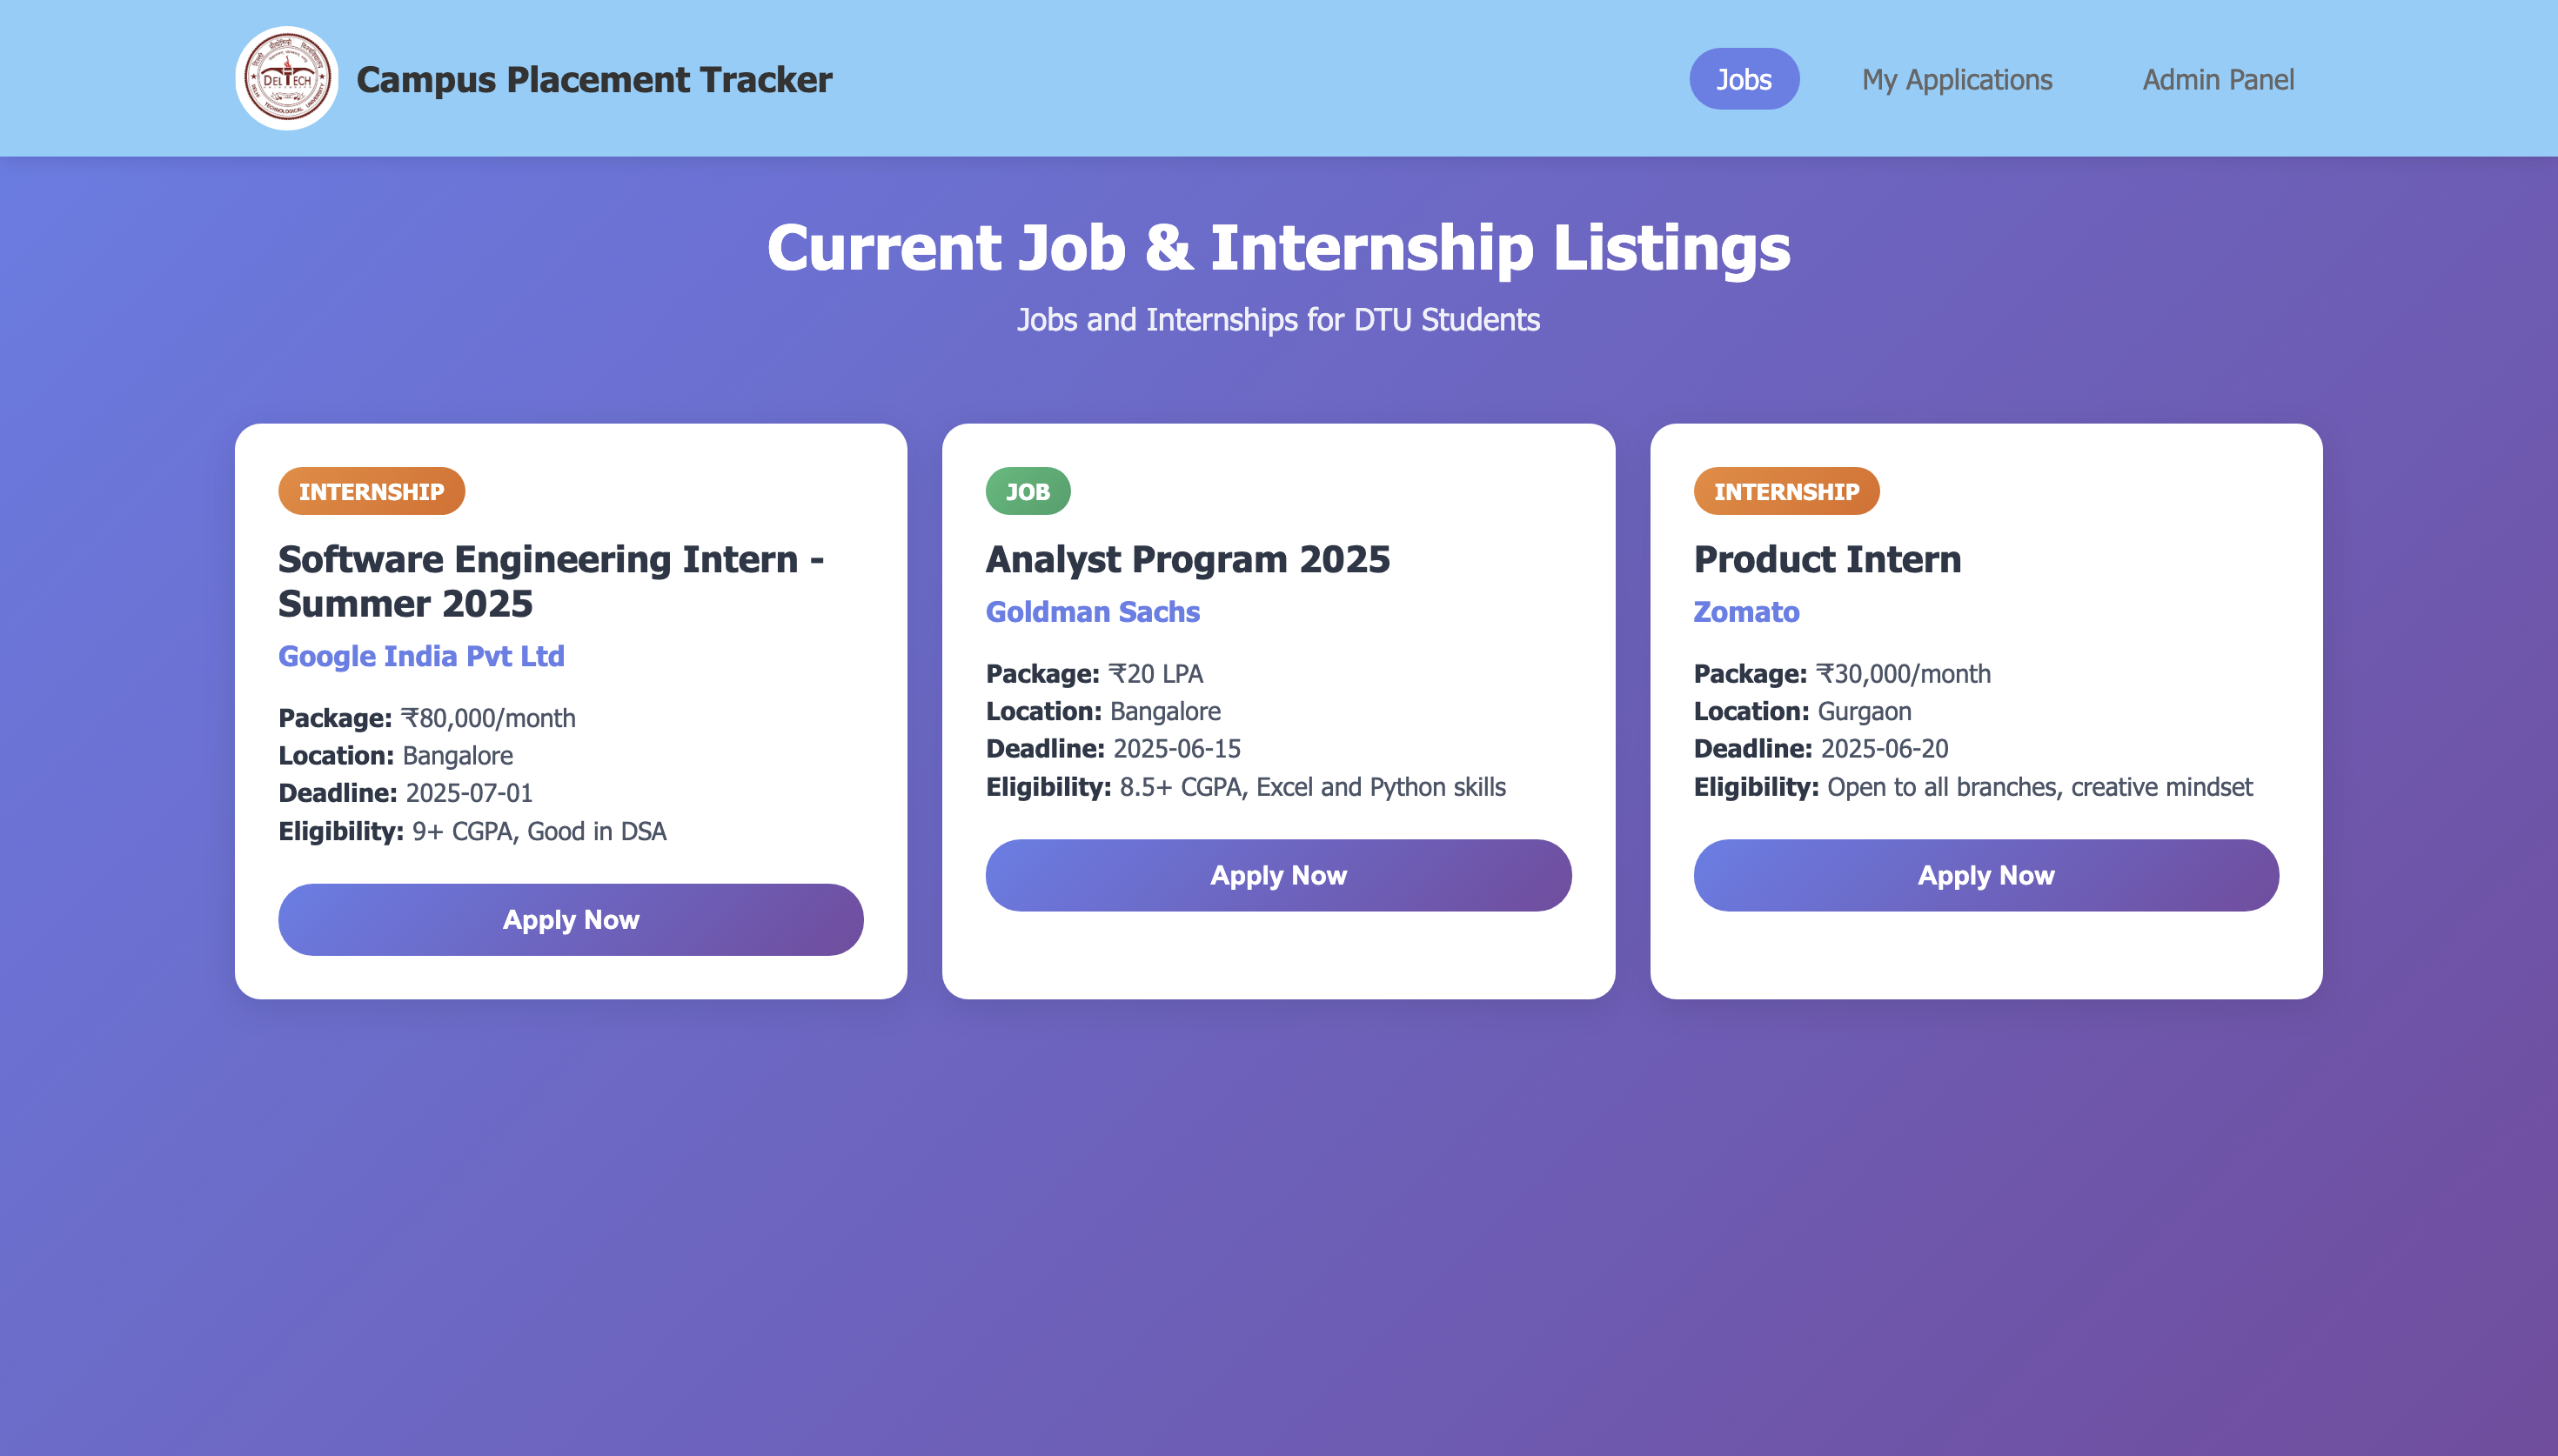 DELTECH
DELHI TECHNOLOGICAL UNIVERSITY
Campus Placement Tracker
Jobs
My Applications
Admin Panel
Current Job & Internship Listings
Jobs and Internships for DTU Students
INTERNSHIP
Software Engineering Intern -
Summer 2025
Google India Pvt Ltd
Package: ₹80,000/month
Location: Bangalore
Deadline: 2025-07-01
Eligibility: 9+ CGPA, Good in DSA
Apply Now
JOB
Analyst Program 2025
Goldman Sachs
Package: ₹20 LPA
Location: Bangalore
Deadline: 2025-06-15
Eligibility: 8.5+ CGPA, Excel and Python skills
Apply Now
INTERNSHIP
Product Intern
Zomato
Package: ₹30,000/month
Location: Gurgaon
Deadline: 2025-06-20
Eligibility: Open to all branches, creative mindset
Apply Now